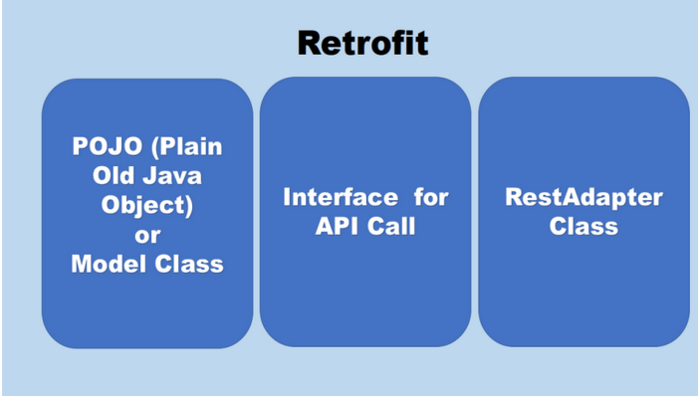 Retrofit
POJO (Plain
Old Java
Object)
or
Model Class
Interface for
API Call
RestAdapter
Class